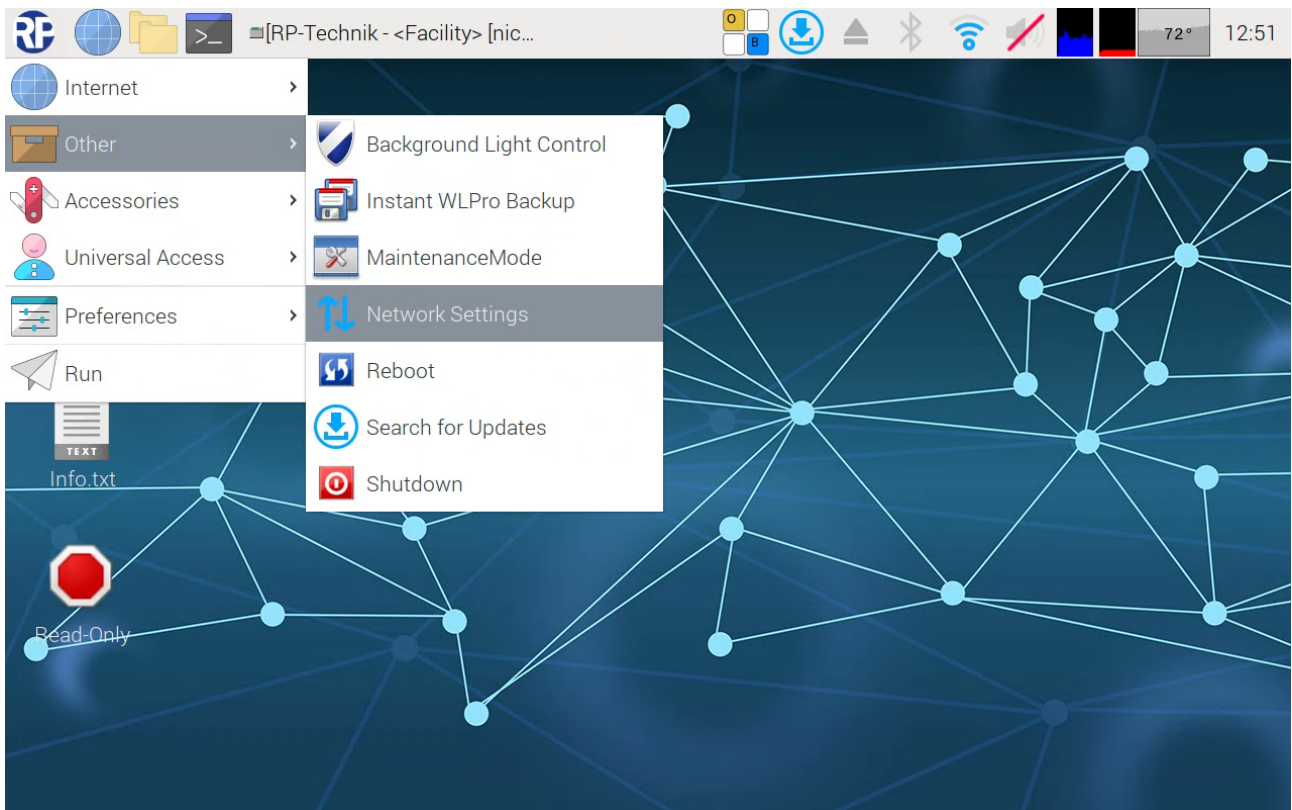 RP
>_
[RP-Technik - <Facility> [nic...
O
B
72°
12:51
Internet
Other
Accessories
Universal Access
Preferences
Run
Background Light Control
Instant WLPro Backup
MaintenanceMode
Network Settings
Reboot
Search for Updates
Shutdown
TEXT
Info.txt
Read-Only